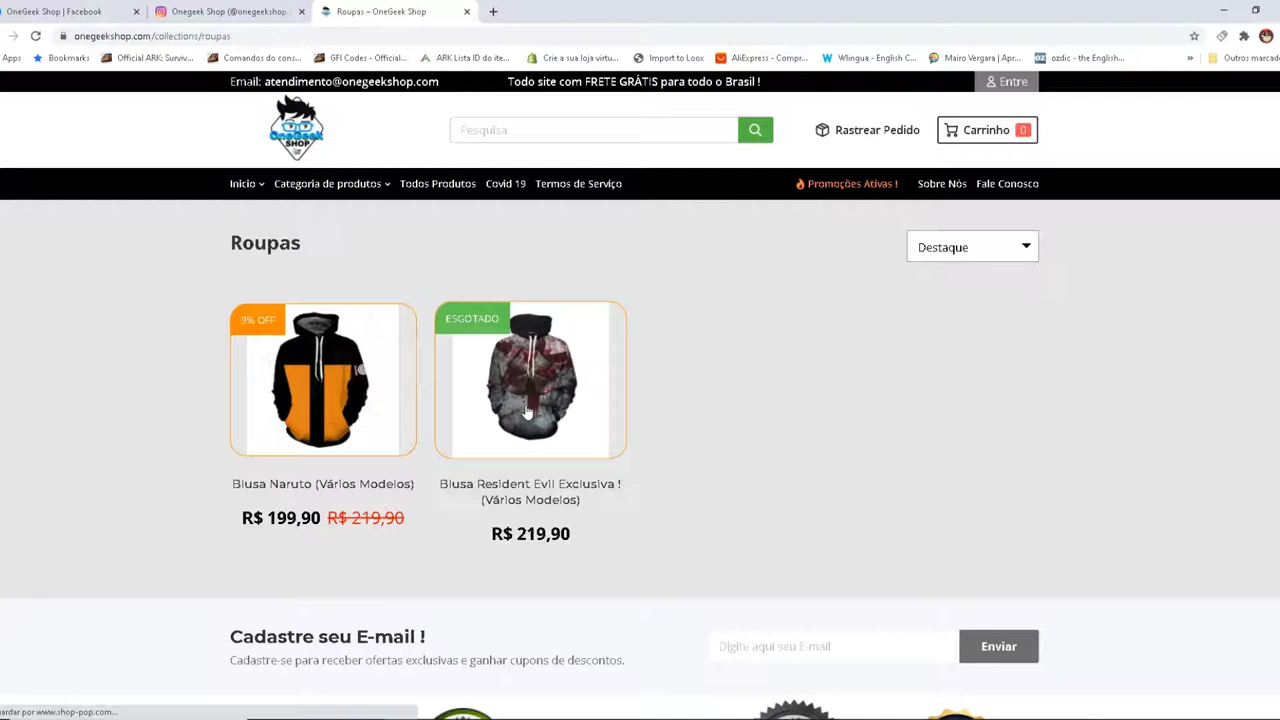 OneGeek Shop | Facebook
Onegeek Shop (@onegeekshop.
Roupas – OneGeek Shop
onegeekshop.com/collections/roupas
Apps Bookmarks Official ARK: Surviv... Comandos do cons... GFI Codes - Official... ARK Lista ID do ite... Crie a sua loja virtu... Import to Loox AliExpress - Compr... Wlingua - English C... Mairo Vergara | Apr... ozdic - the English... » Outros marcado
Email: atendimento@onegeekshop.com Todo site com FRETE GRÁTIS para todo o Brasil ! Entre
OneGeek
SHOP
Pesquisa
Rastrear Pedido
Carrinho 0
Inicio Categoria de produtos Todos Produtos Covid 19 Termos de Serviço Promoções Ativas ! Sobre Nós Fale Conosco
Roupas
Destaque
9% OFF
ESGOTADO
Blusa Naruto (Vários Modelos)
R$ 199,90 R$ 219,90
Blusa Resident Evil Exclusiva !
(Vários Modelos)
R$ 219,90
Cadastre seu E-mail !
Cadastre-se para receber ofertas exclusivas e ganhar cupons de descontos.
Digite aqui seu E-mail
Enviar
por www.shop-pop.com...